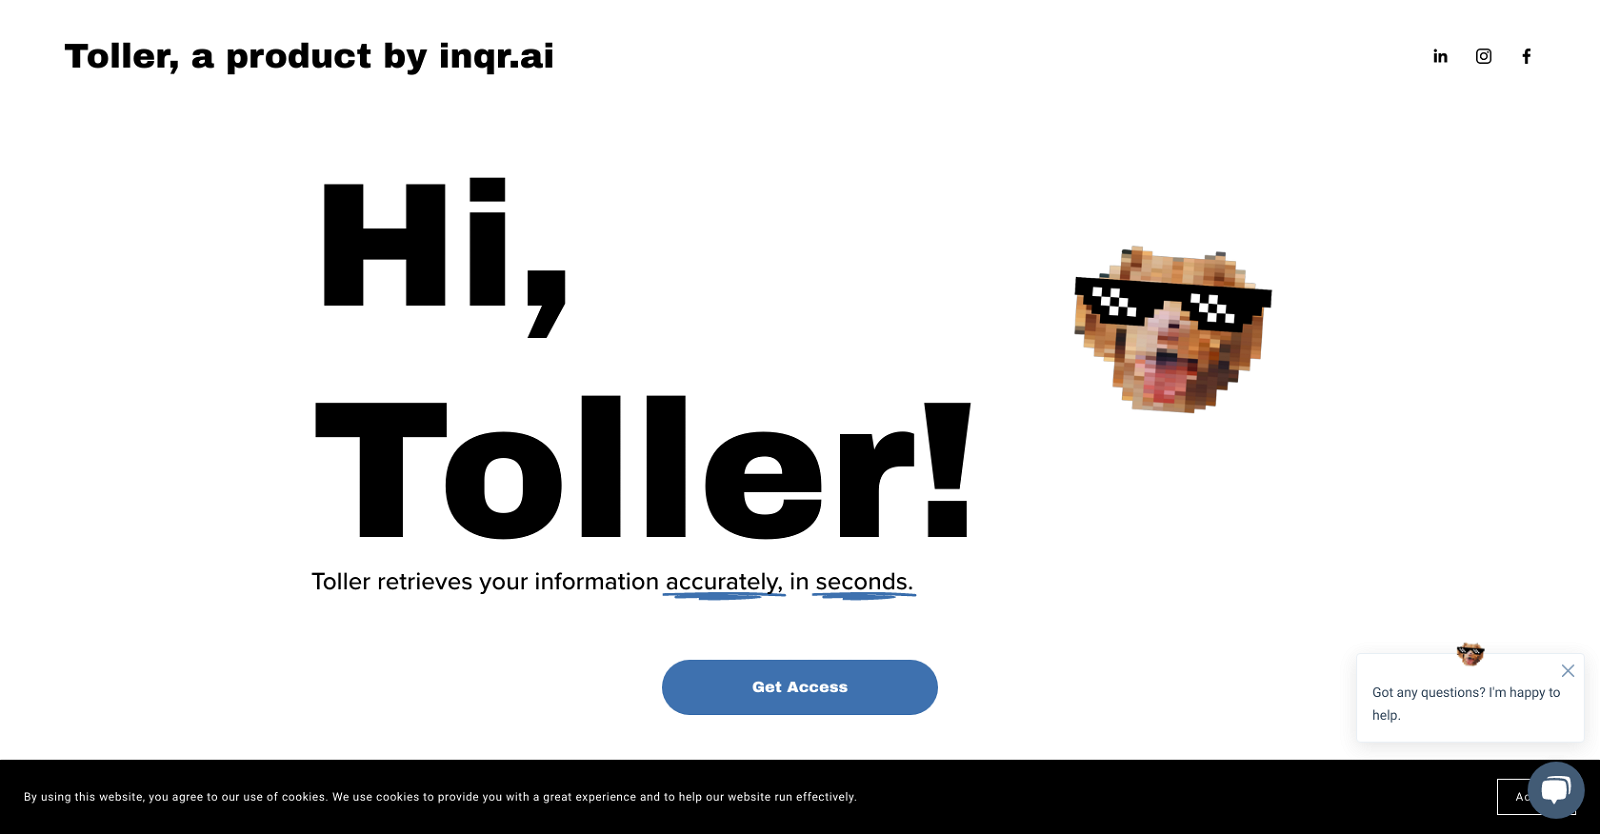 Toller, a product by inqr.ai
Hi,
Toller!
Toller retrieves your information accurately, in seconds.
Get Access
Got any questions? I'm happy to
help.
By using this website, you agree to our use of cookies. We use cookies to provide you with a great experience and to help our website run effectively.